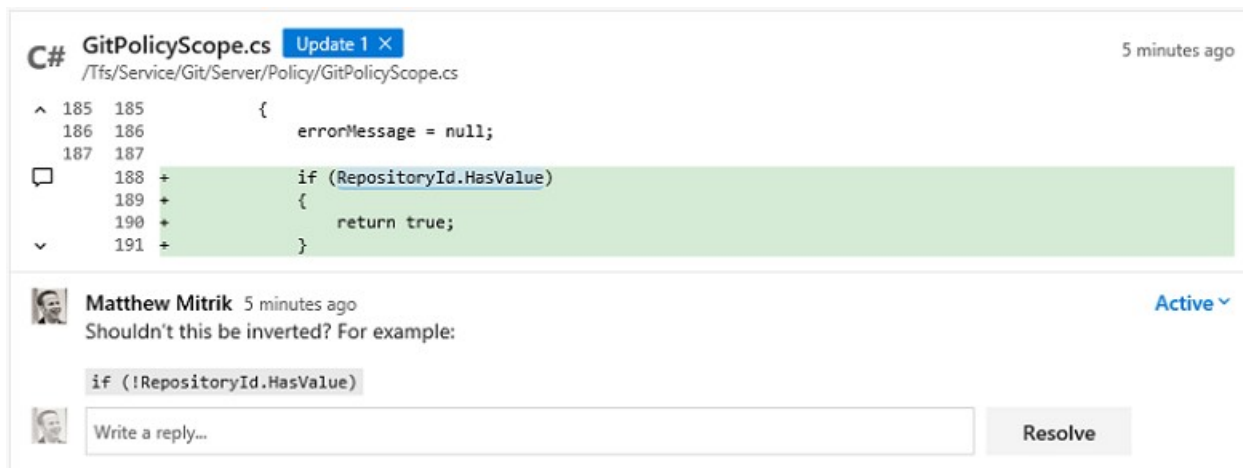 C# GitPolicyScope.cs Update 1 ×
5 minutes ago
/Tfs/Service/Git/Server/Policy/GitPolicyScope.cs
185 185 {
186 186 errorMessage = null;
187 187
188 + if (RepositoryId.HasValue)
189 + {
190 + return true;
191 + }
Matthew Mitrik 5 minutes ago
Active
Shouldn't this be inverted? For example:
if (!RepositoryId.HasValue)
Write a reply...
Resolve